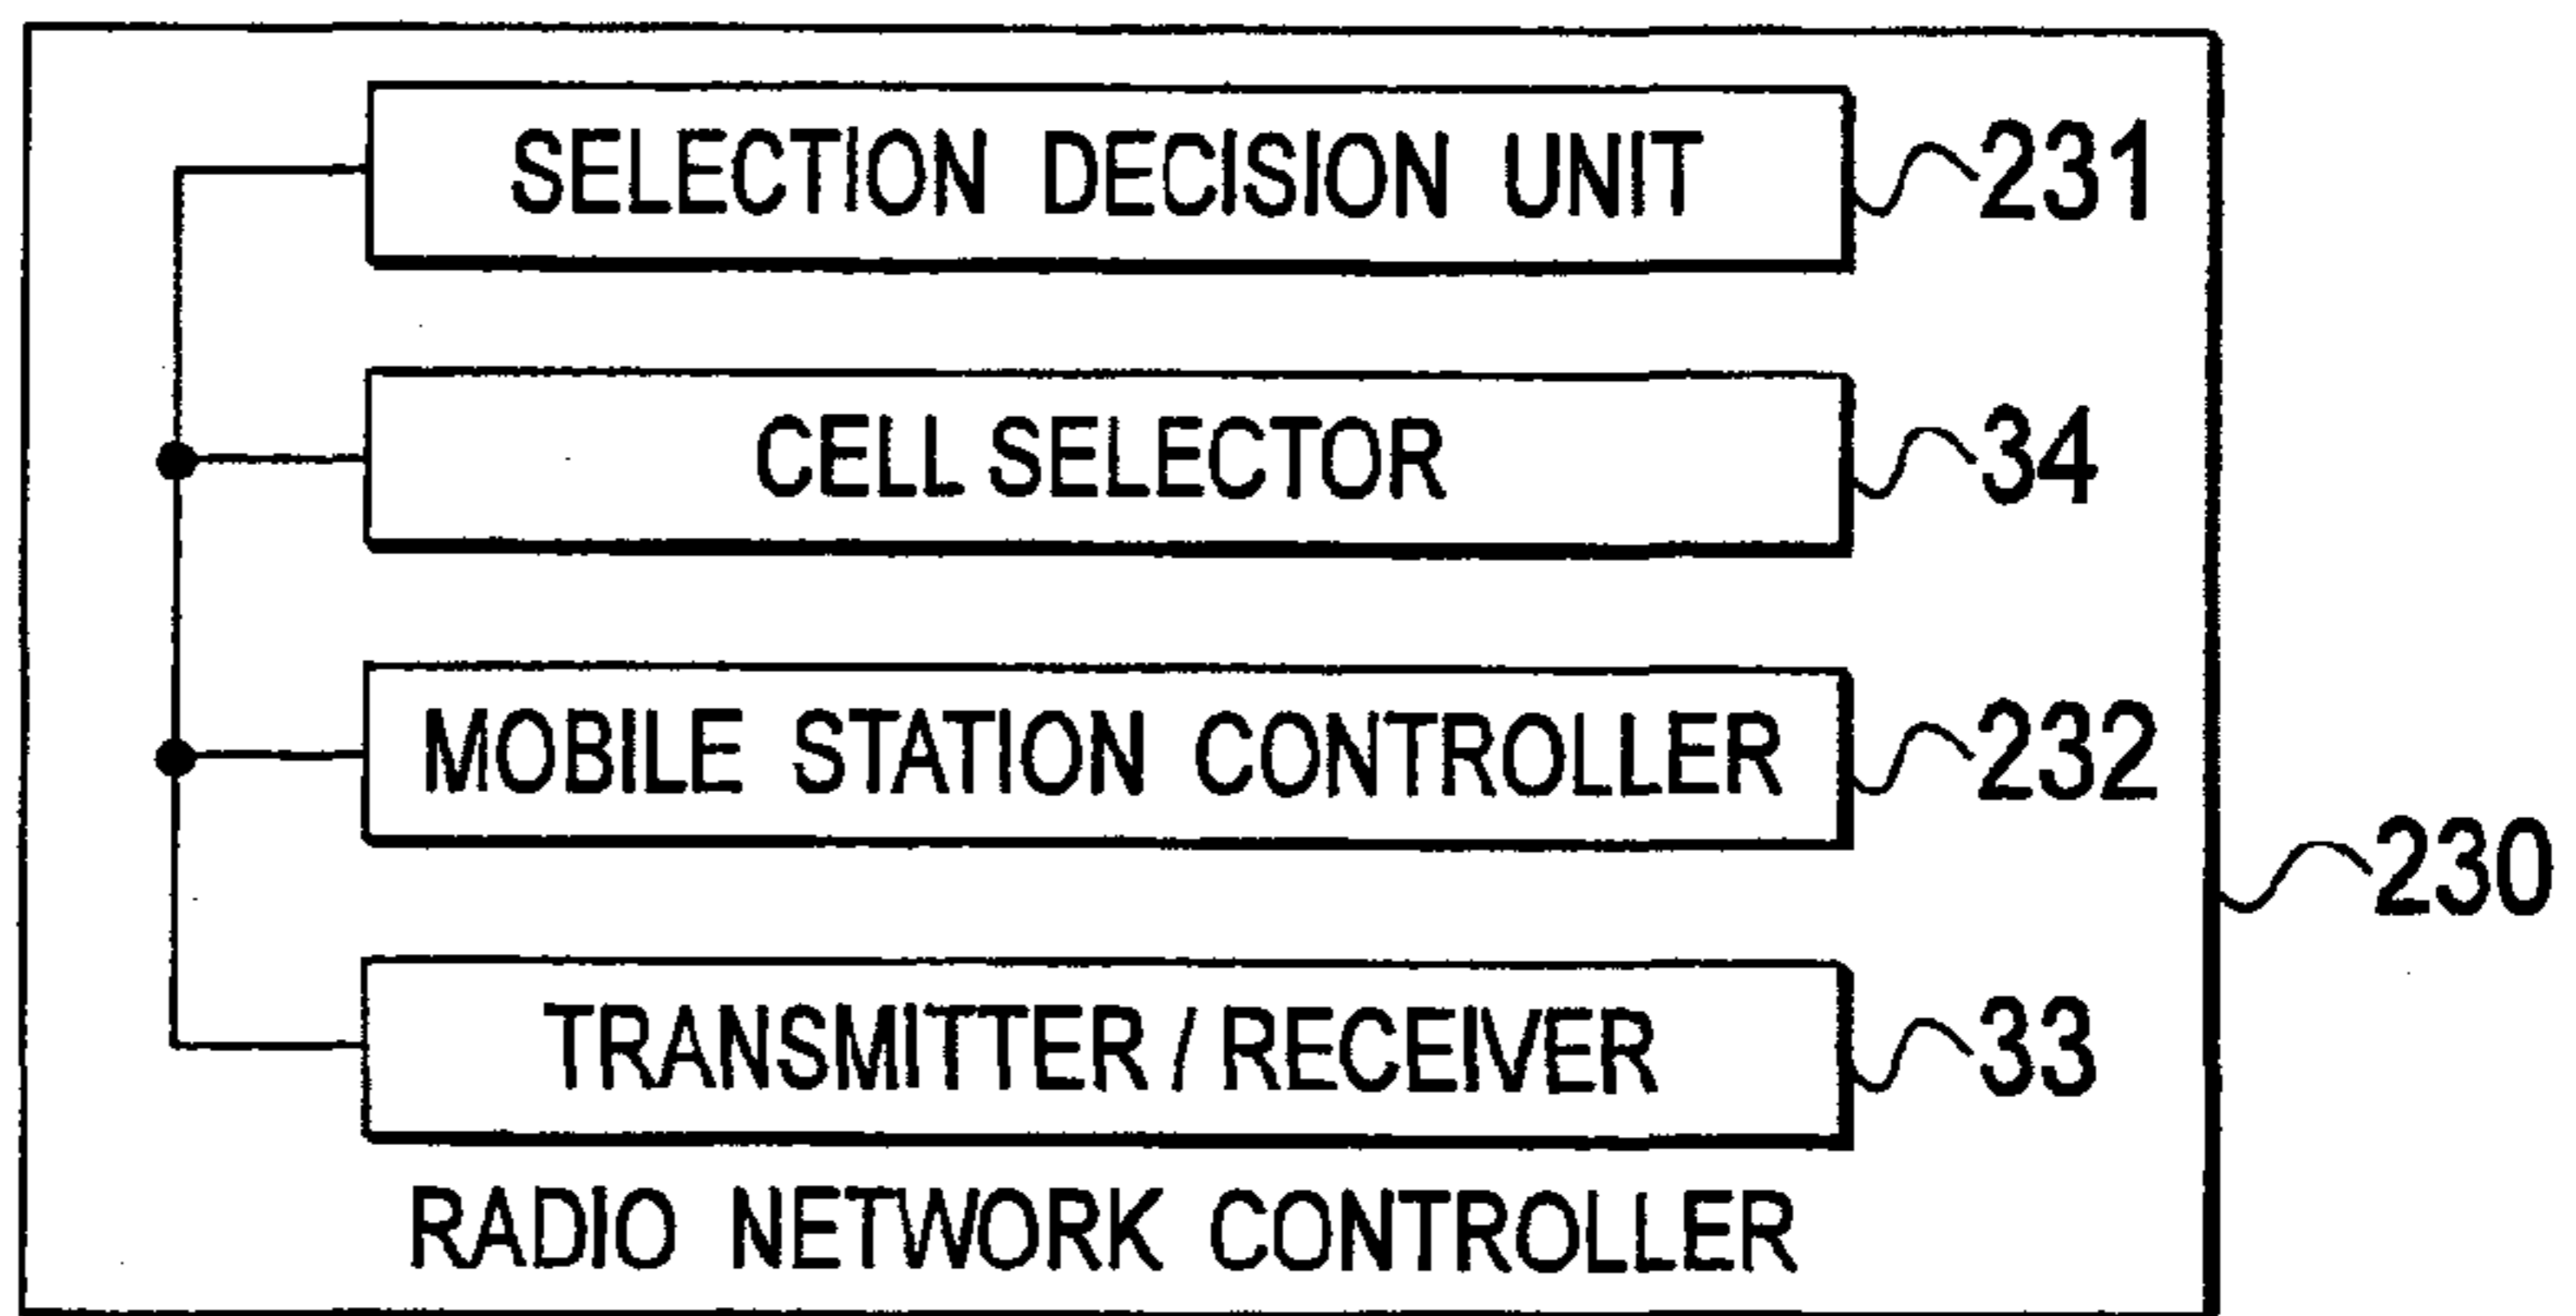 SELECTION DECISION UNIT 231
CELL SELECTOR 34
MOBILE STATION CONTROLLER 232
230
TRANSMITTER / RECEIVER 33
RADIO NETWORK CONTROLLER